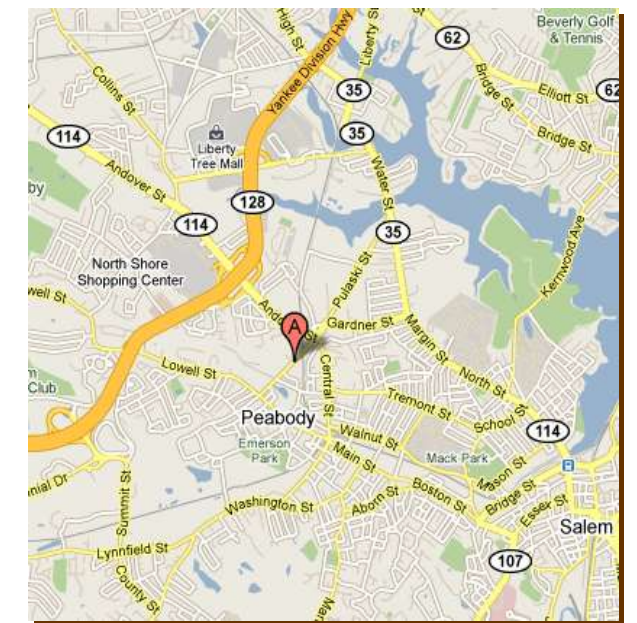 High St
Liberty St
62
Beverly Golf
& Tennis
Yankee Division Hwy
Bridge St
Elliott St
62
Collins St
35
35
114
Liberty
Tree Mall
Bridge St
Andover St
Water St
by
128
114
35
Kernwood Ave
North Shore
Shopping Center
Pulaski St
well St
A
Gardner St
Margin St
Lowell St
Central St
North St
m
Club
Tremont St
School St
Peabody
Walnut St
114
Emerson
Park
Main St
Mack Park
Mason St
nial Dr
Summit St
Washington St
Aborn St
Boston St
Bridge St
Essex St
Salem
Lynnfield St
107
County St